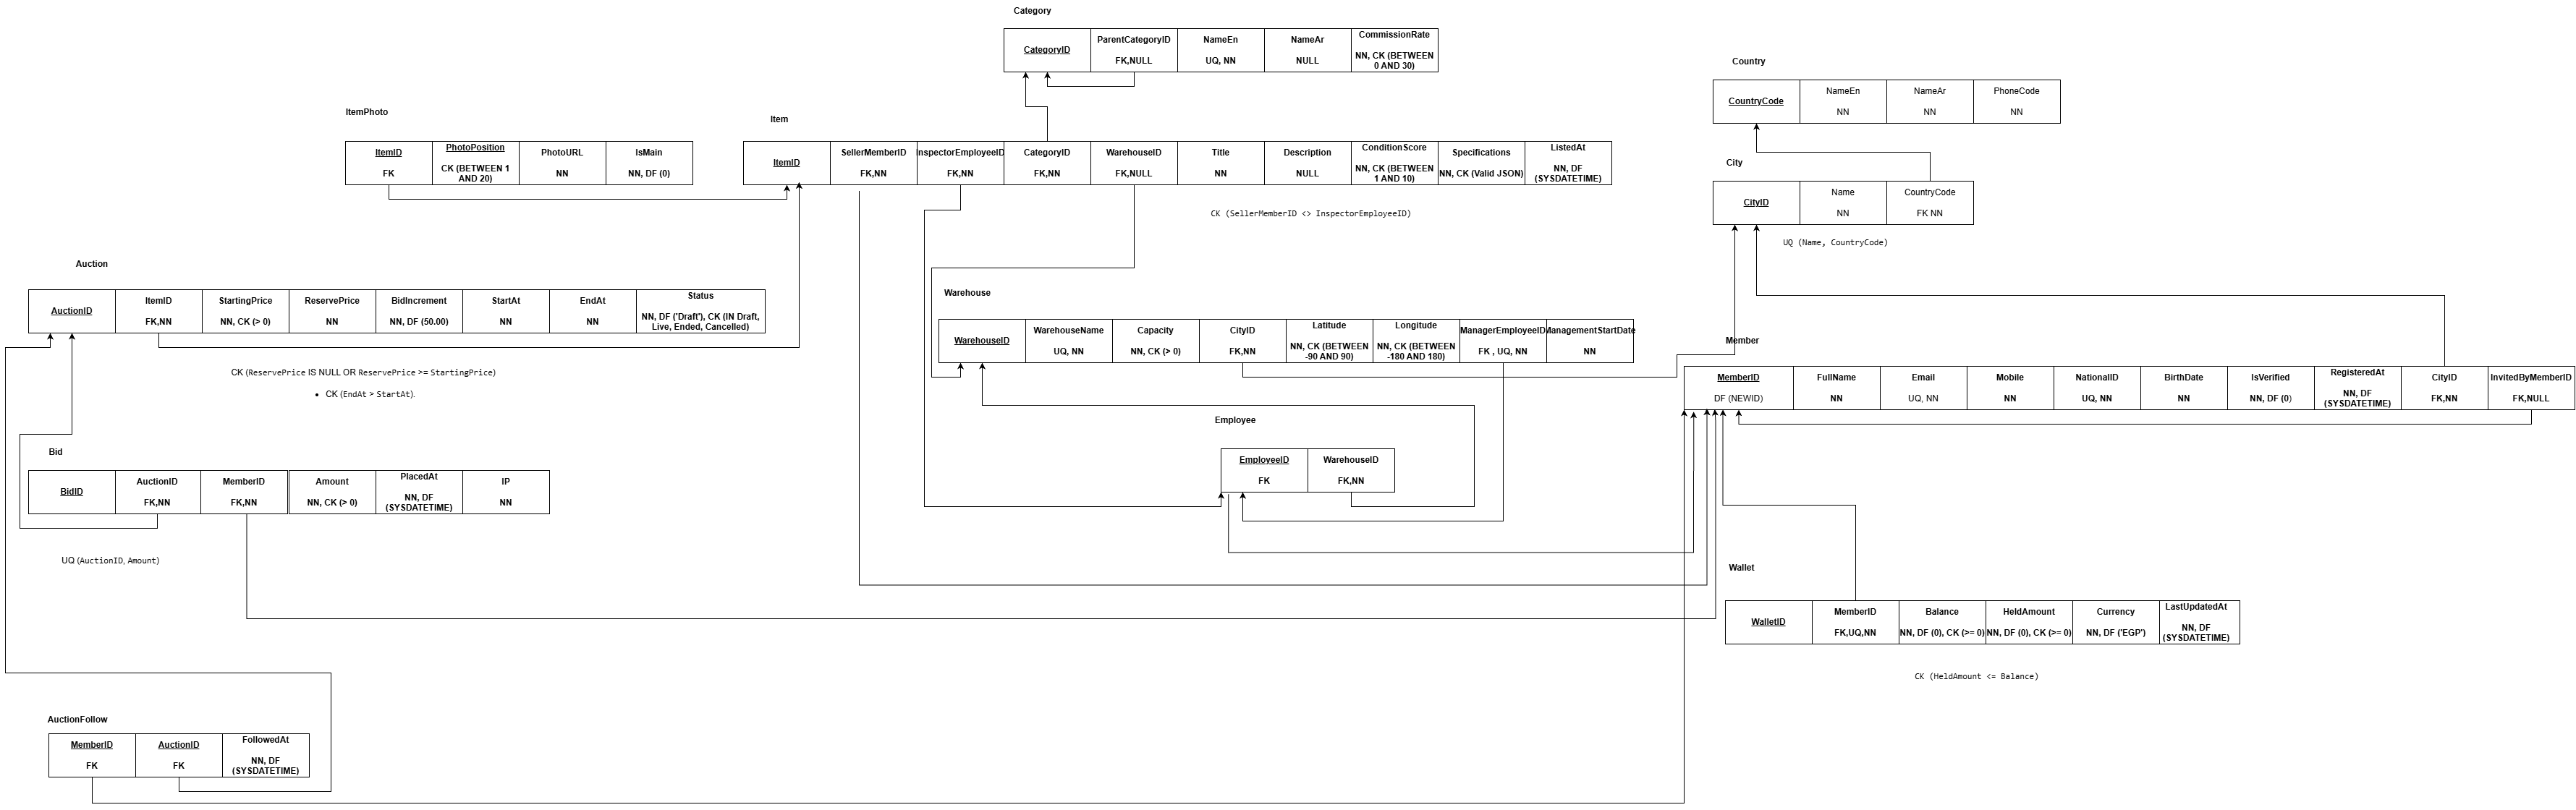 Category
CategoryID
ParentCategoryID
FK,NULL
NameEn
UQ, NN
NameAr
NULL
CommissionRate
NN, CK (BETWEEN
0 AND 30)
Country
CountryCode
NameEn
NN
NameAr
NN
PhoneCode
NN
ItemPhoto
ItemID
FK
PhotoPosition
CK (BETWEEN 1
AND 20)
PhotoURL
NN
IsMain
NN, DF (0)
Item
ItemID
SellerMemberID
FK,NN
InspectorEmployeeID
FK,NN
CategoryID
FK,NN
WarehouseID
FK,NULL
Title
NN
Description
NULL
ConditionScore
NN, CK (BETWEEN
1 AND 10)
Specifications
NN, CK (Valid JSON)
ListedAt
NN, DF
(SYSDATETIME)
CK (SellerMemberID <> InspectorEmployeeID)
City
CityID
Name
NN
CountryCode
FK NN
UQ (Name, CountryCode)
Auction
AuctionID
ItemID
FK,NN
StartingPrice
NN, CK (> 0)
ReservePrice
NN
BidIncrement
NN, DF (50.00)
StartAt
NN
EndAt
NN
Status
NN, DF ('Draft'), CK (IN Draft,
Live, Ended, Cancelled)
CK (ReservePrice IS NULL OR ReservePrice >= StartingPrice)
• CK (EndAt > StartAt).
Warehouse
WarehouseID
WarehouseName
UQ, NN
Capacity
NN, CK (> 0)
CityID
FK,NN
Latitude
NN, CK (BETWEEN
-90 AND 90)
Longitude
NN, CK (BETWEEN
-180 AND 180)
ManagerEmployeeID
FK , UQ, NN
ManagementStartDate
NN
Member
MemberID
DF (NEWID)
FullName
NN
Email
UQ, NN
Mobile
NN
NationalID
UQ, NN
BirthDate
NN
IsVerified
NN, DF (0)
RegisteredAt
NN, DF
(SYSDATETIME)
CityID
FK,NN
InvitedByMemberID
FK,NULL
Employee
EmployeeID
FK
WarehouseID
FK,NN
Bid
BidID
AuctionID
FK,NN
MemberID
FK,NN
Amount
NN, CK (> 0)
PlacedAt
NN, DF
(SYSDATETIME)
IP
NN
UQ (AuctionID, Amount)
Wallet
WalletID
MemberID
FK,UQ,NN
Balance
NN, DF (0), CK (>= 0)
HeldAmount
NN, DF (0), CK (>= 0)
Currency
NN, DF ('EGP')
LastUpdatedAt
NN, DF
(SYSDATETIME)
CK (HeldAmount <= Balance)
AuctionFollow
MemberID
FK
AuctionID
FK
FollowedAt
NN, DF
(SYSDATETIME)